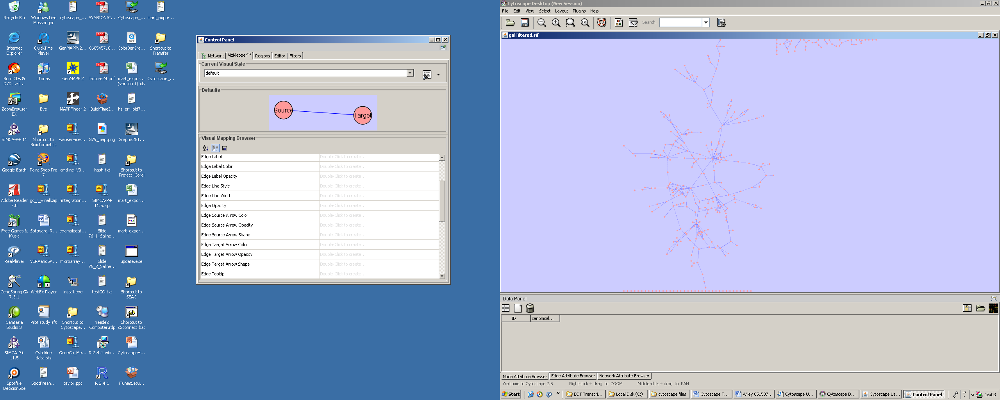 Recycle Bin
Windows Live
Messenger
cytoscape_...
SYMBIONIC...
Cytoscape_...
mart_expor...
Internet
Explorer
QuickTime
Player
GenMAPPv2...
060545710...
ColorBarGra...
Shortcut to
Transfer
Burn CDs &
DVDs wit...
iTunes
GenMAPP 2
lecture24.pdf
mart_expor...
(version 1).xls
Cytoscape_...
ZoomBrowser
EX
Eve
MAPPFinder 2
QuickTimeI...
hs_err_pid7...
SIMCA-P+ 11
Shortcut to
Bioinformatics
webservices...
379_map.png
Graphis281...
Google Earth
Paint Shop Pro
7
cmdline_V3...
hash.txt
Shortcut to
Project_Coral
Adobe Reader
7.0
gs_r_winall.zip
rintegration...
SIMCA-P+
11.5.zip
mart_expor...
Free Games &
Music
Software_R...
exampledat...
Slide
76_1_Saline...
mart_expor...
RealPlayer
VERAandSA...
Microarray...
Slide
76_2_Saline...
update.exe
GeneSpring GX
7.3.1
WebEx Player
install.exe
testGO.txt
Shortcut to
SEAC
Camtasia
Studio 3
Pilot study.sft
Shortcut to
Cytoscape...
Yejide's
Computer.rdp
Shortcut to
s2connect.bat
SIMCA-P+
11.5
Cytokine
data.sfs
GeneGo_Me...
R-2.4.1-win...
CytoscapeH...
Spotfire
DecisionSite
Spotfirean...
taylor.ppt
R 2.4.1
iTunesSetu...
Control Panel
Network
VizMapper™
Regions
Editor
Filters
Current Visual Style
default
Defaults
Source
Target
Visual Mapping Browser
Edge Label Double-Click to create...
Edge Label Color Double-Click to create...
Edge Label Opacity Double-Click to create...
Edge Line Style Double-Click to create...
Edge Line Width Double-Click to create...
Edge Opacity Double-Click to create...
Edge Source Arrow Color Double-Click to create...
Edge Source Arrow Opacity Double-Click to create...
Edge Source Arrow Shape Double-Click to create...
Edge Target Arrow Color Double-Click to create...
Edge Target Arrow Opacity Double-Click to create...
Edge Target Arrow Shape Double-Click to create...
Edge Tooltip Double-Click to create...
Cytoscape Desktop (New Session)
File Edit View Select Layout Plugins Help
Search:
galFiltered.sif
Data Panel
ID canonical...
Node Attribute Browser Edge Attribute Browser Network Attribute Browser
Welcome to Cytoscape 2.5 Right-click + drag to ZOOM Middle-click + drag to PAN
Start » EOT Transcri... Local Disk (C:) cytoscape files Cytoscape T... Wiley 051507... Cytoscape U... Cytoscape D... Cytoscape Us... Control Panel « 16:03